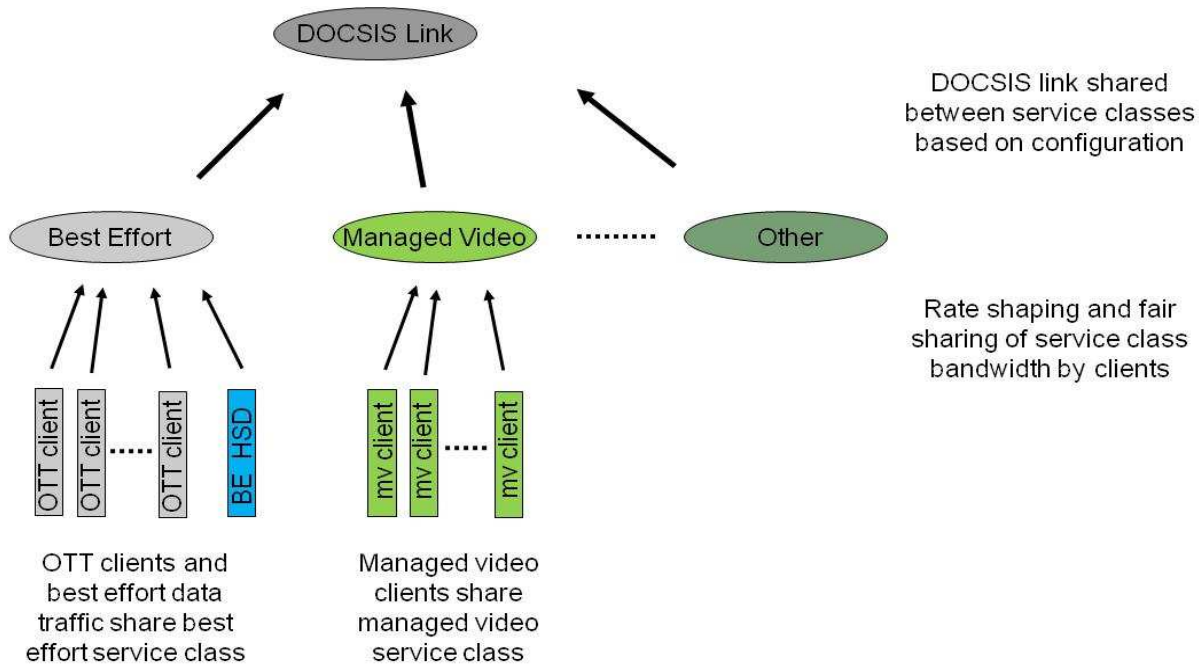 DOCSIS Link
DOCSIS link shared
between service classes
based on configuration
Best Effort
Managed Video
Other
Rate shaping and fair
sharing of service class
bandwidth by clients
OTT client
OTT client
OTT client
BE HSD
mv client
mv client
mv client
OTT clients and
best effort data
traffic share best
effort service class
Managed video
clients share
managed video
service class